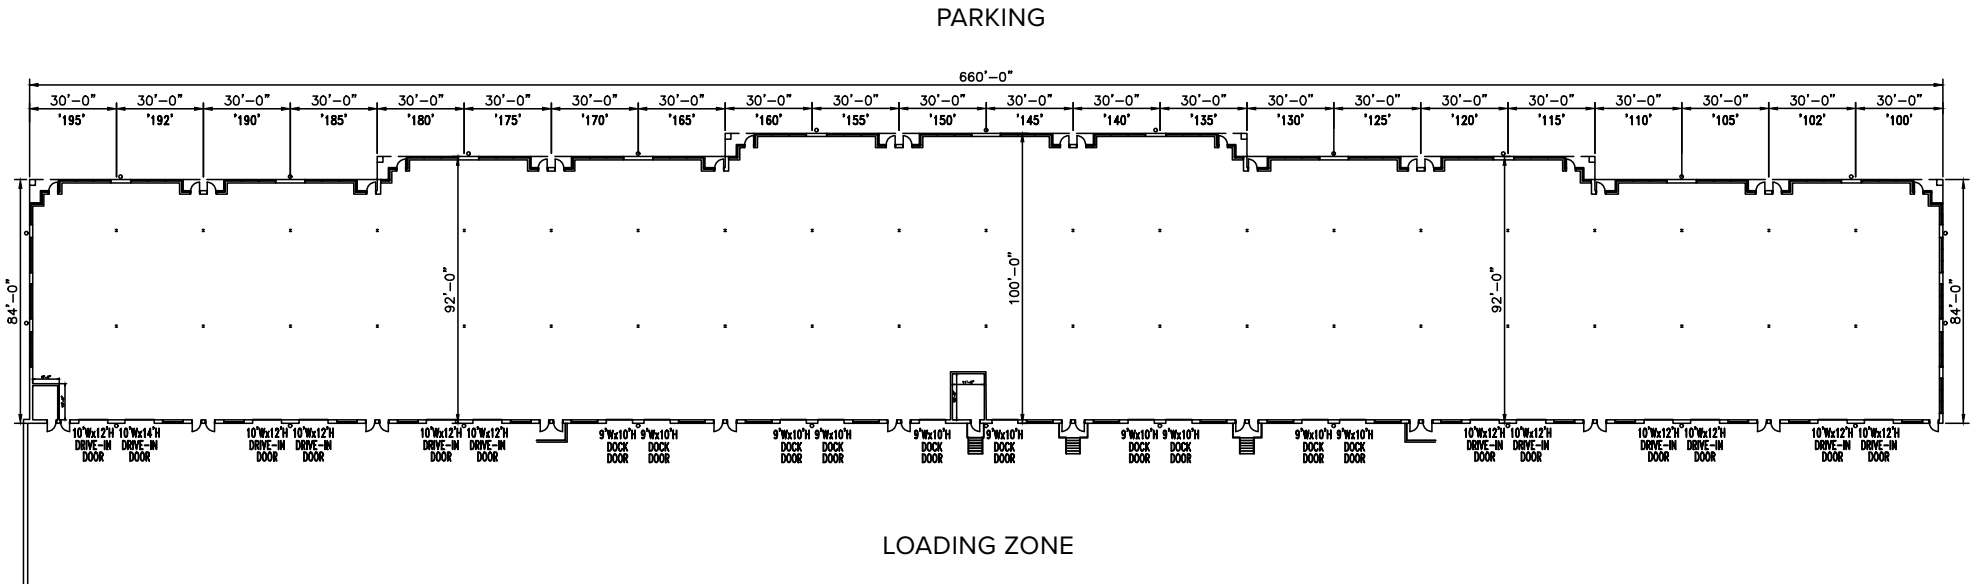 PARKING
660'-0"
30'-0" 30'-0" 30'-0" 30'-0" 30'-0" 30'-0" 30'-0" 30'-0" 30'-0" 30'-0" 30'-0" 30'-0" 30'-0" 30'-0" 30'-0" 30'-0" 30'-0" 30'-0" 30'-0" 30'-0" 30'-0" 30'-0"
'195' '192' '190' '185' '180' '175' '170' '165' '160' '155' '150' '145' '140' '135' '130' '125' '120' '115' '110' '105' '102' '100'
84'-0" 92'-0" 100'-0" 92'-0" 84'-0"
10'Wx12'H 10'Wx14'H 10'Wx12'H 10'Wx12'H 10'Wx12'H 10'Wx12'H 9'Wx10'H 9'Wx10'H 9'Wx10'H 9'Wx10'H 9'Wx10'H 9'Wx10'H 9'Wx10'H 9'Wx10'H 9'Wx10'H 9'Wx10'H 10'Wx12'H 10'Wx12'H 10'Wx12'H 10'Wx12'H 10'Wx12'H 10'Wx12'H
DRIVE-IN DRIVE-IN DRIVE-IN DRIVE-IN DRIVE-IN DRIVE-IN DOCK DOCK DOCK DOCK DOCK DOCK DOCK DOCK DOCK DOCK DRIVE-IN DRIVE-IN DRIVE-IN DRIVE-IN DRIVE-IN DRIVE-IN
DOOR DOOR DOOR DOOR DOOR DOOR DOOR DOOR DOOR DOOR DOOR DOOR DOOR DOOR DOOR DOOR DOOR DOOR DOOR DOOR DOOR DOOR
LOADING ZONE